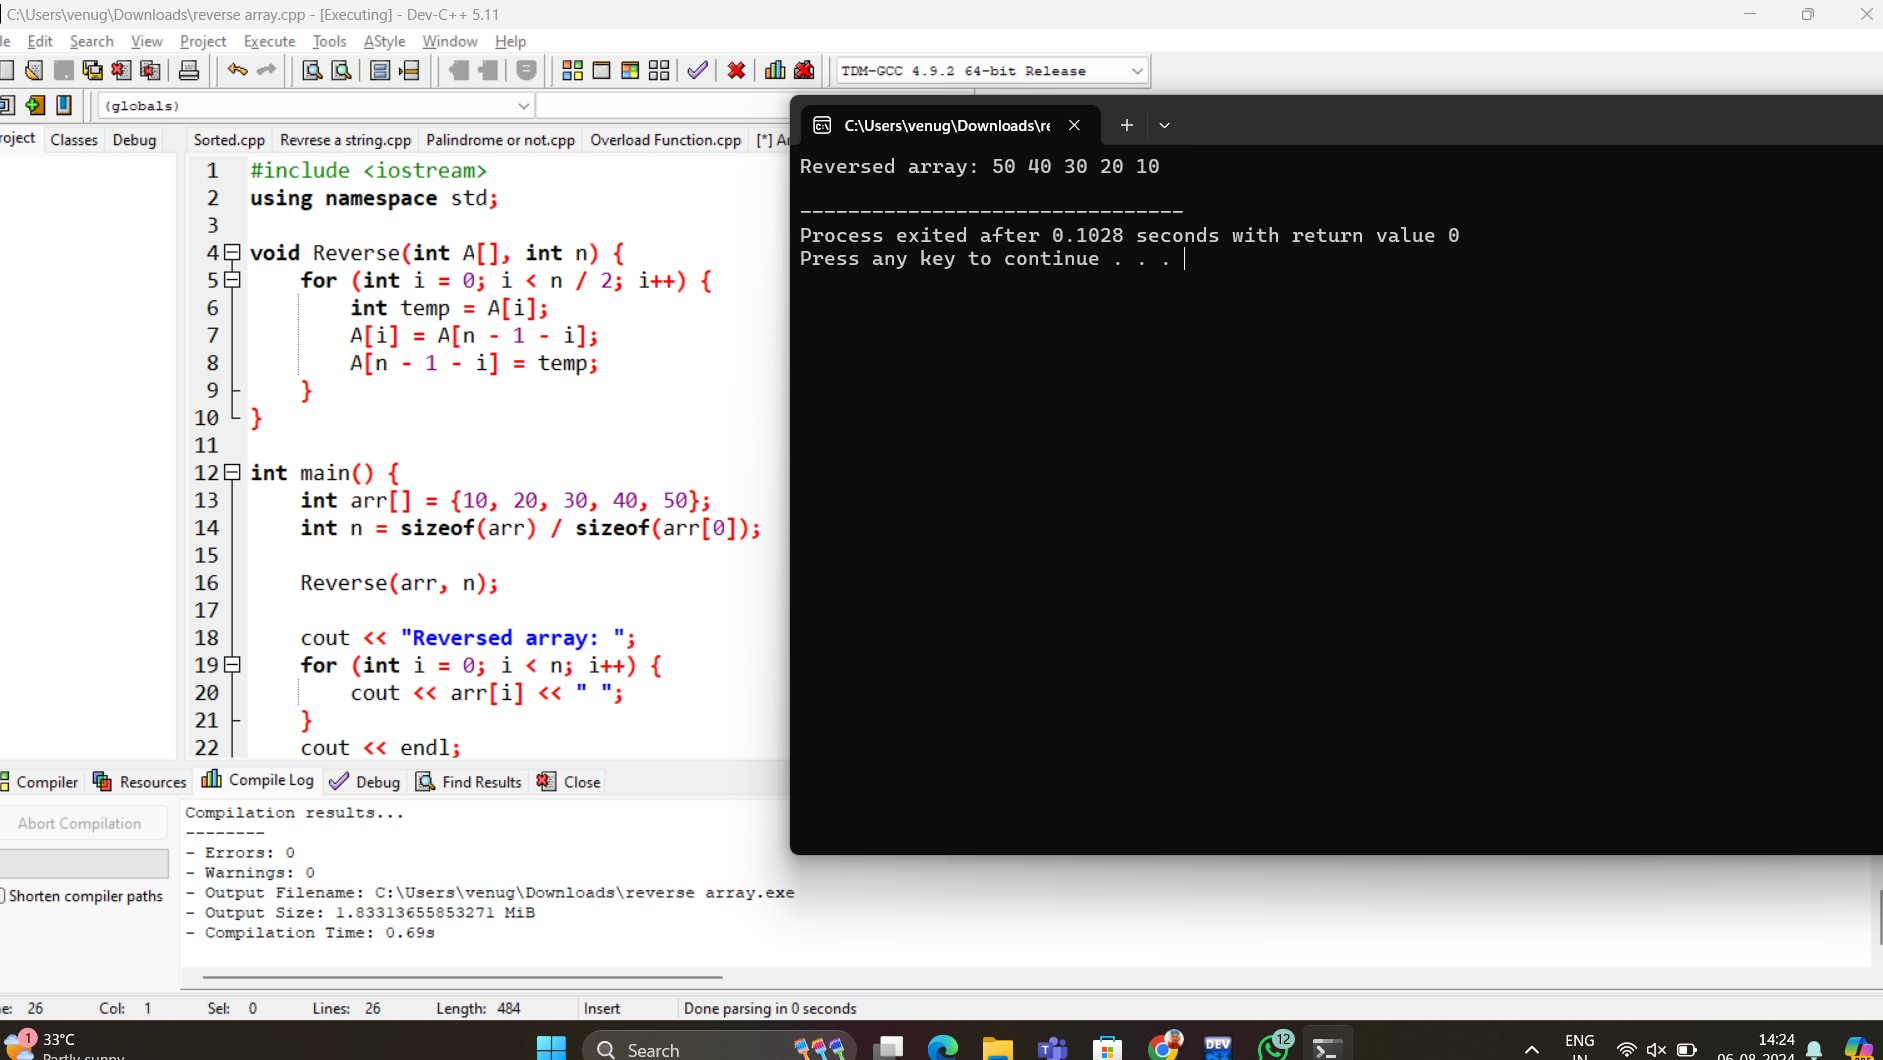 C:\Users\venug\Downloads\reverse array.cpp - [Executing] - Dev-C++ 5.11
Edit Search View Project Execute Tools AStyle Window Help
TDM-GCC 4.9.2 64-bit Release
(globals)
Classes Debug
Sorted.cpp Revrese a string.cpp Palindrome or not.cpp Overload Function.cpp [*]
1 #include <iostream>
2 using namespace std;
3
4 void Reverse(int A[], int n) {
5 for (int i = 0; i < n / 2; i++) {
6 int temp = A[i];
7 A[i] = A[n - 1 - i];
8 A[n - 1 - i] = temp;
9 }
10 }
11
12 int main() {
13 int arr[] = {10, 20, 30, 40, 50};
14 int n = sizeof(arr) / sizeof(arr[0]);
15
16 Reverse(arr, n);
17
18 cout << "Reversed array: ";
19 for (int i = 0; i < n; i++) {
20 cout << arr[i] << " ";
21 }
22 cout << endl;
C:\Users\venug\Downloads\re
Reversed array: 50 40 30 20 10
--------------------------------
Process exited after 0.1028 seconds with return value 0
Press any key to continue . . .
Compiler Resources Compile Log Debug Find Results Close
Abort Compilation
Shorten compiler paths
Compilation results...
--------
- Errors: 0
- Warnings: 0
- Output Filename: C:\Users\venug\Downloads\reverse array.exe
- Output Size: 1.83313655853271 MiB
- Compilation Time: 0.69s
26 Col: 1 Sel: 0 Lines: 26 Length: 484 Insert Done parsing in 0 seconds
1 33°C
Partly sunny
Search
DEV
12
ENG
IN
14:24
06-08-2024